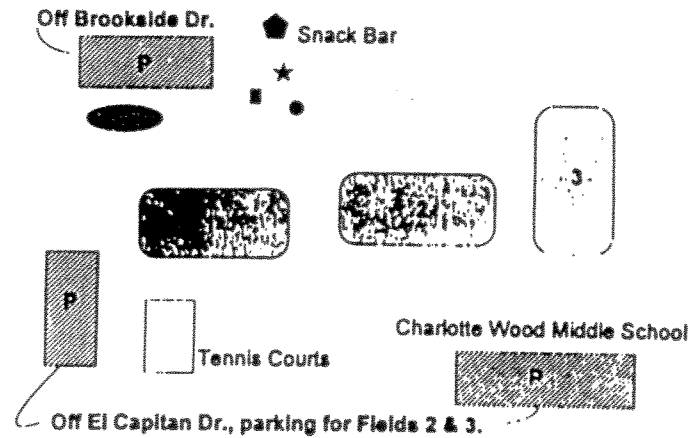 Off Brookside Dr.
Snack Bar
P
3
2
P
Charlotte Wood Middle School
Tennis Courts
P
Off El Capitan Dr., parking for Fields 2 & 3.